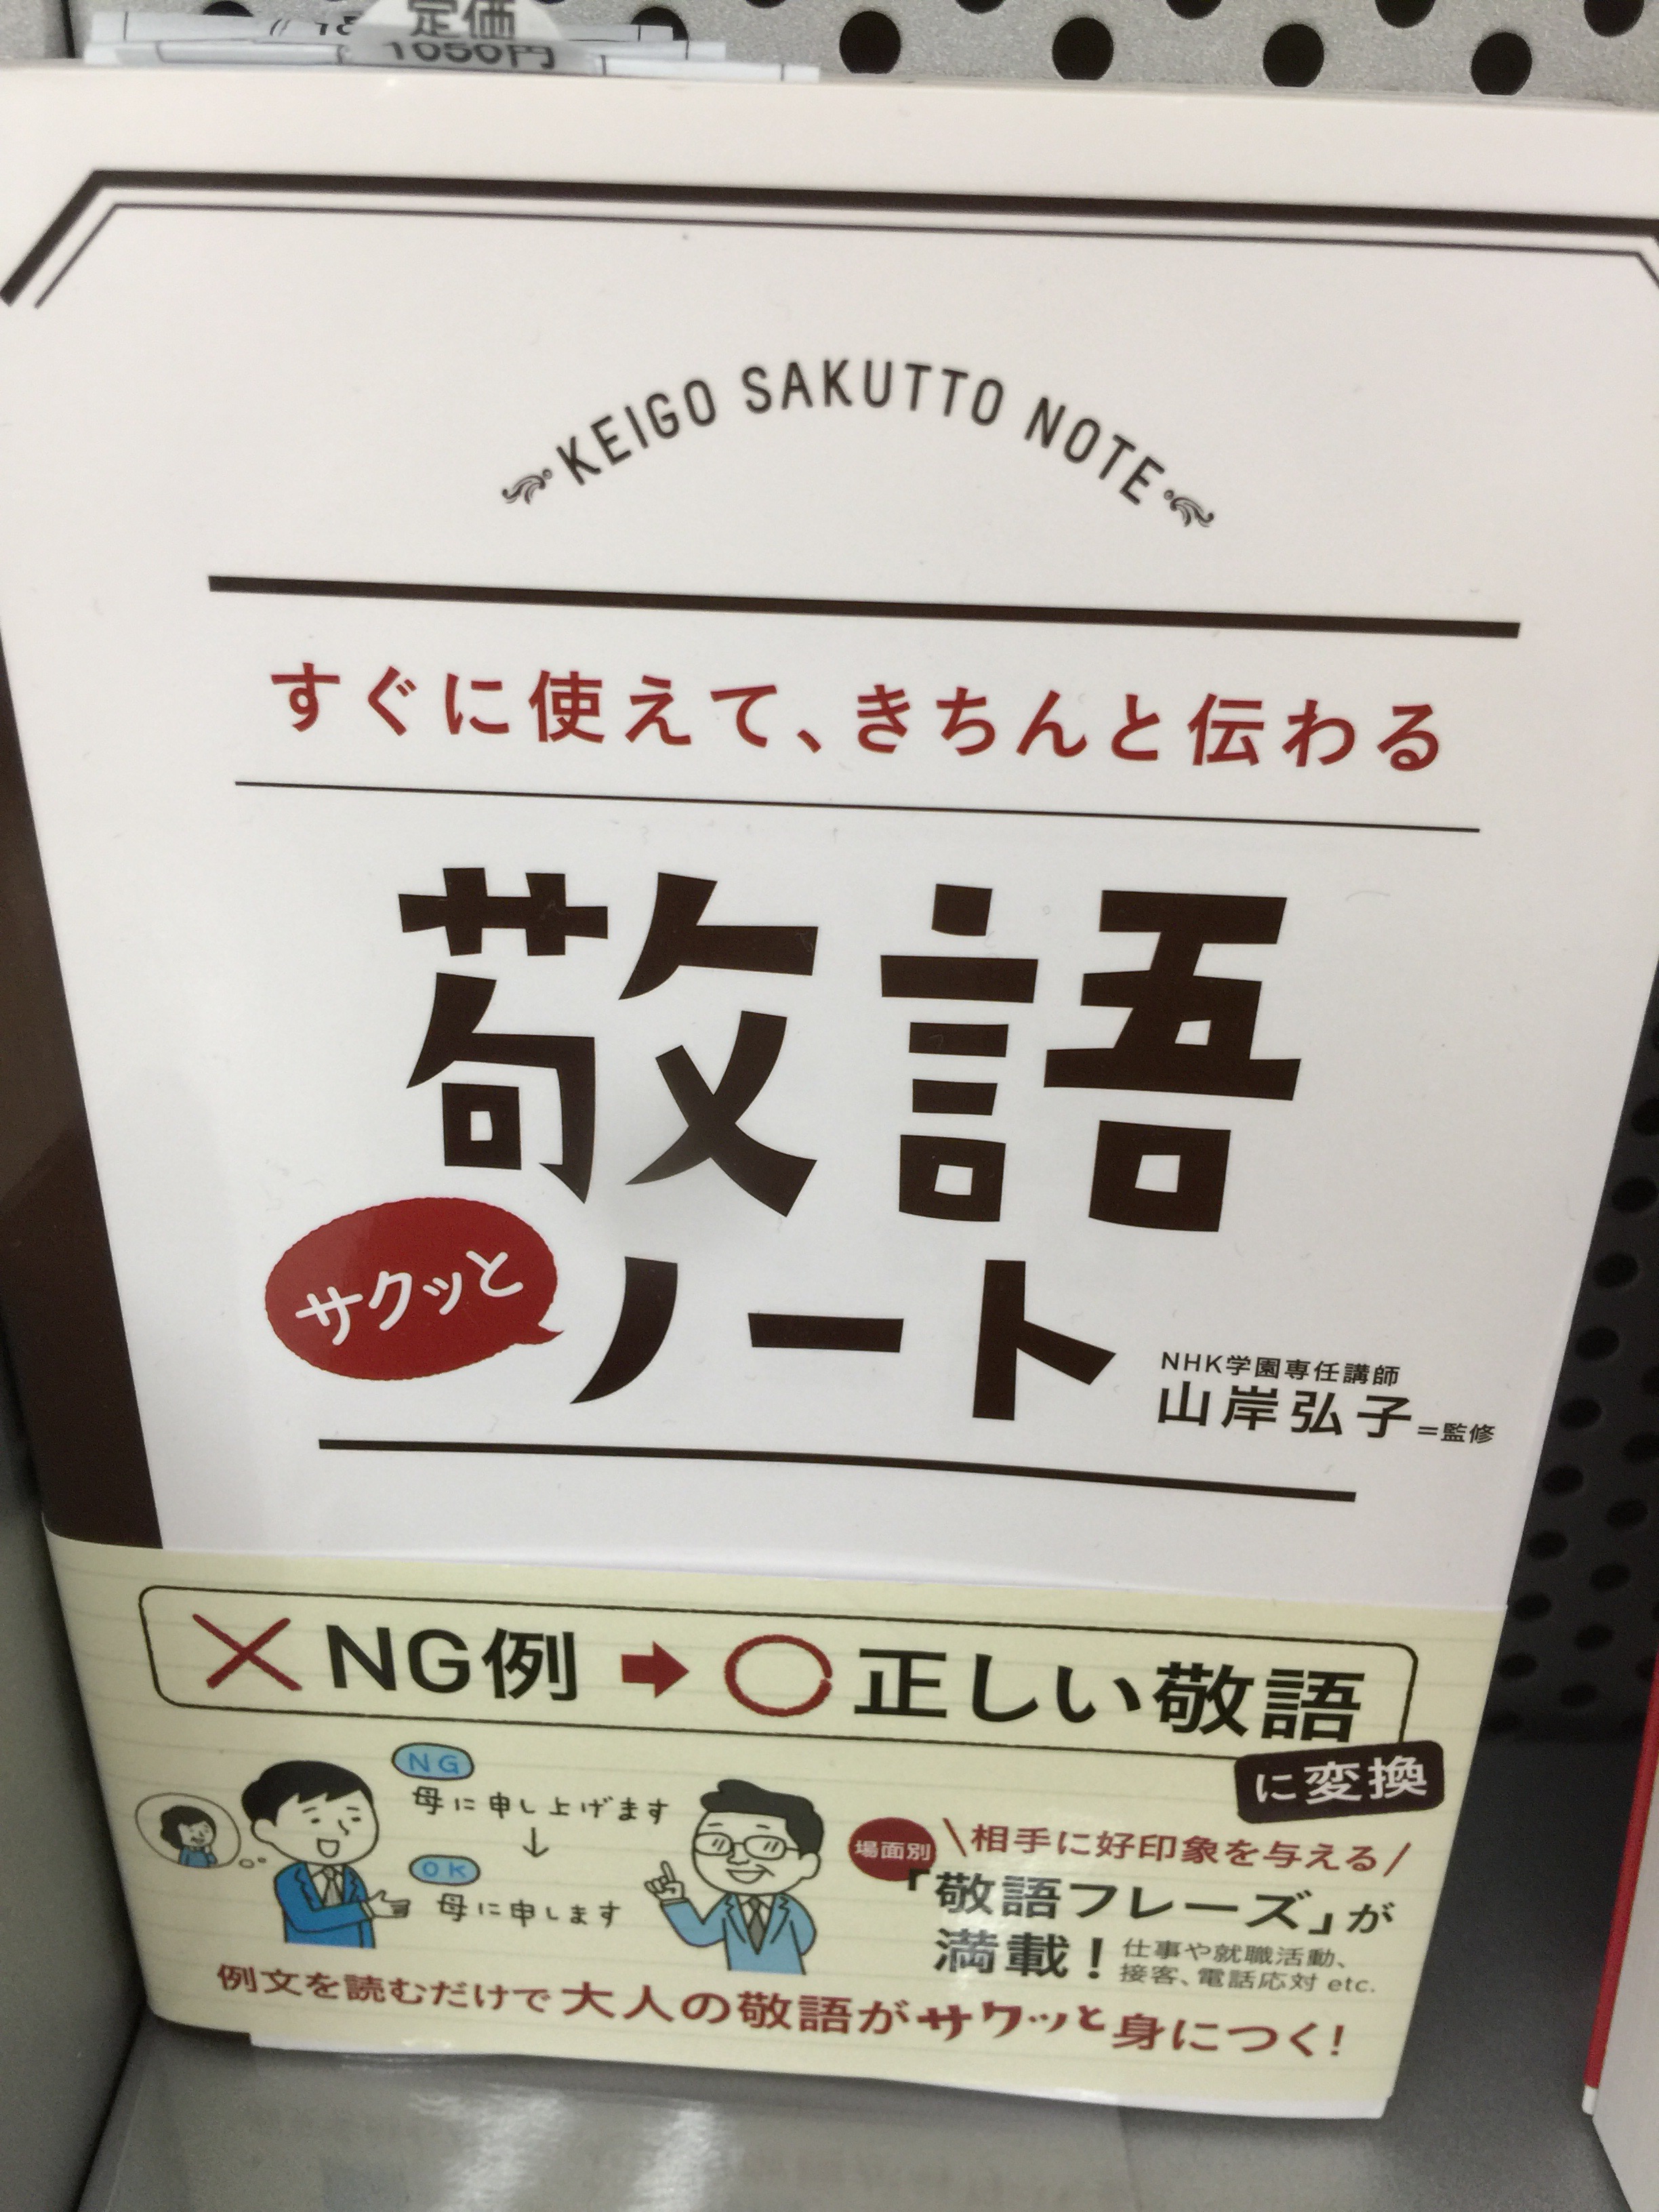 定価
1050円
KEIGO SAKUTTO NOTE
すぐに使えて、きちんと伝わる
敬語
サクッと
ノート
NHK学園専任講師
山岸弘子=監修
NG例 正しい敬語
に変換
NG
母に申し上げます
OK
母に申します
場面別
相手に好印象を与える
「敬語フレーズ」が
満載!
仕事や就職活動、
接客、電話応対 etc.
例文を読むだけで大人の敬語がサクッと身につく!